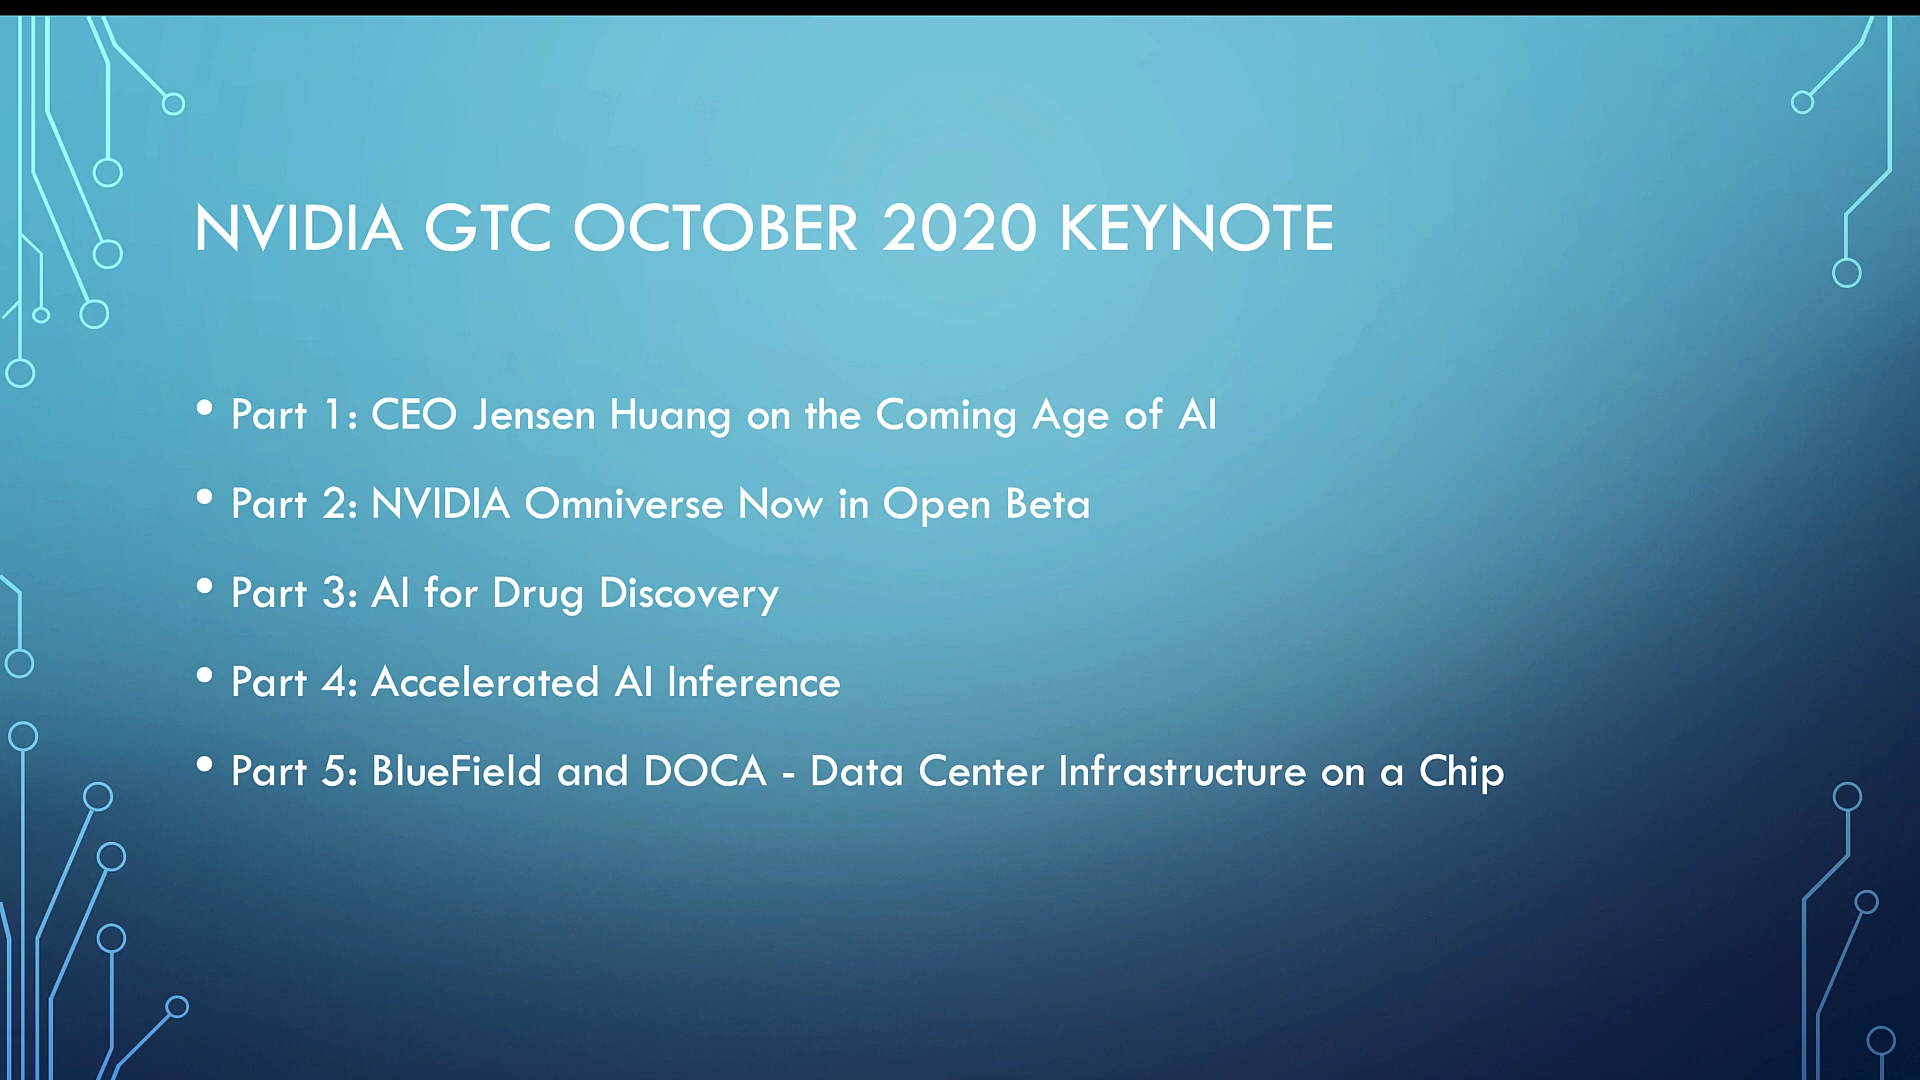 NVIDIA GTC OCTOBER 2020 KEYNOTE
• Part 1: CEO Jensen Huang on the Coming Age of AI
• Part 2: NVIDIA Omniverse Now in Open Beta
• Part 3: AI for Drug Discovery
• Part 4: Accelerated AI Inference
• Part 5: BlueField and DOCA - Data Center Infrastructure on a Chip